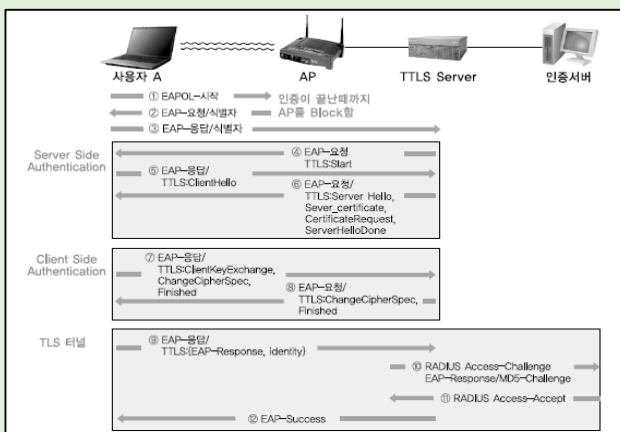 사용자 A
AP
TTLS Server
인증서버
① EAPOL-시작
인증이 끝난때까지
AP를 Block함
② EAP-요청/식별자
③ EAP-응답/식별자
Server Side
Authentication
④ EAP-요청
TTLS:Start
⑤ EAP-응답/
TTLS:ClientHello
⑥ EAP-요청/
TTLS:Server Hello,
Sever_certificate,
CertificateRequest,
ServerHelloDone
Client Side
Authentication
⑦ EAP-응답/
TTLS:ClientKeyExchange,
ChangeCipherSpec,
Finished
⑧ EAP-요청/
TTLS:ChangeCipherSpec,
Finished
TLS 터널
⑨ EAP-응답/
TTLS:{EAP-Response, identity}
⑩ RADIUS Access-Challenge
EAP-Response/MD5-Challenge
⑪ RADIUS Access-Accept
⑫ EAP-Success